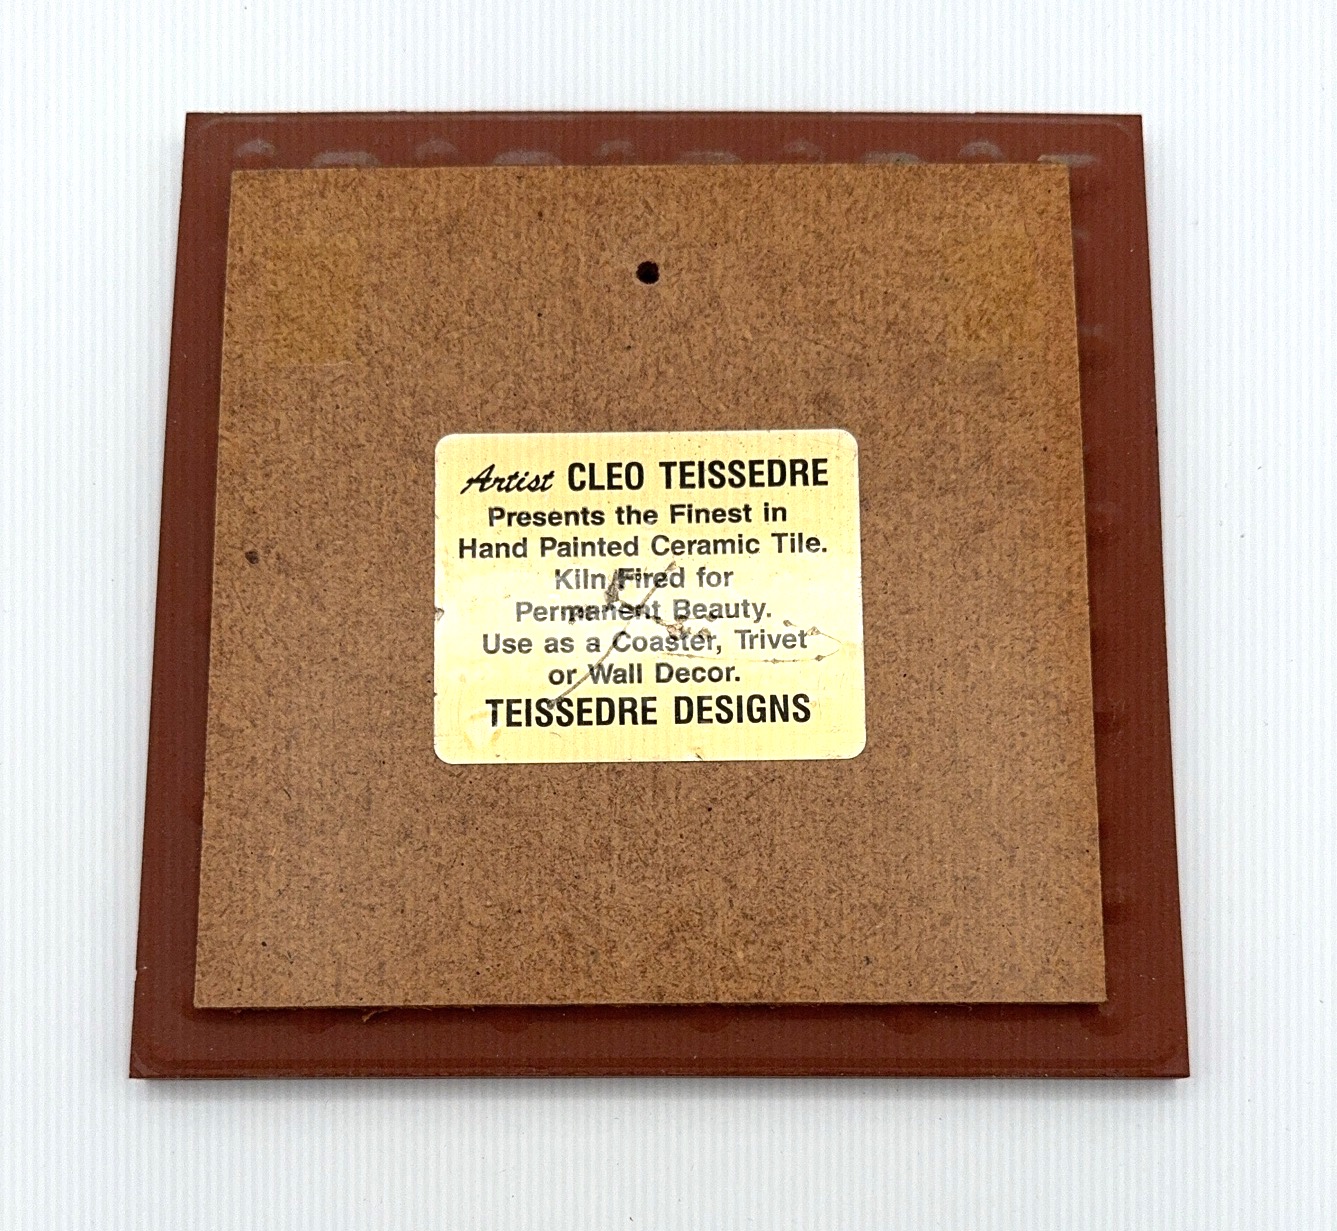 Artist CLEO TEISSEDRE
Presents the Finest in
Hand Painted Ceramic Tile.
Kiln Fired for
Permanent Beauty.
Use as a Coaster, Trivet
or Wall Decor.
TEISSEDRE DESIGNS